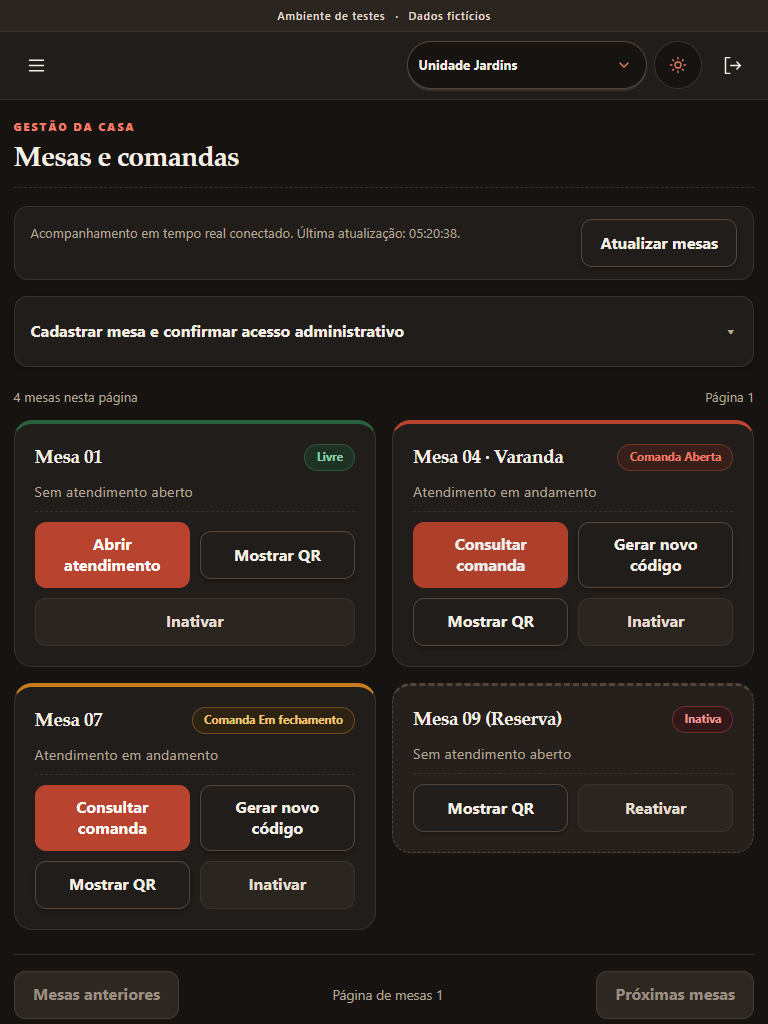 Ambiente de testes · Dados fictícios
Unidade Jardins
GESTÃO DA CASA
Mesas e comandas
Acompanhamento em tempo real conectado. Última atualização: 05:20:38.
Atualizar mesas
Cadastrar mesa e confirmar acesso administrativo
4 mesas nesta página
Página 1
Mesa 01
Livre
Sem atendimento aberto
Abrir
atendimento
Mostrar QR
Inativar
Mesa 04 · Varanda
Comanda Aberta
Atendimento em andamento
Consultar
comanda
Gerar novo
código
Mostrar QR
Inativar
Mesa 07
Comanda Em fechamento
Atendimento em andamento
Consultar
comanda
Gerar novo
código
Mostrar QR
Inativar
Mesa 09 (Reserva)
Inativa
Sem atendimento aberto
Mostrar QR
Reativar
Mesas anteriores
Página de mesas 1
Próximas mesas